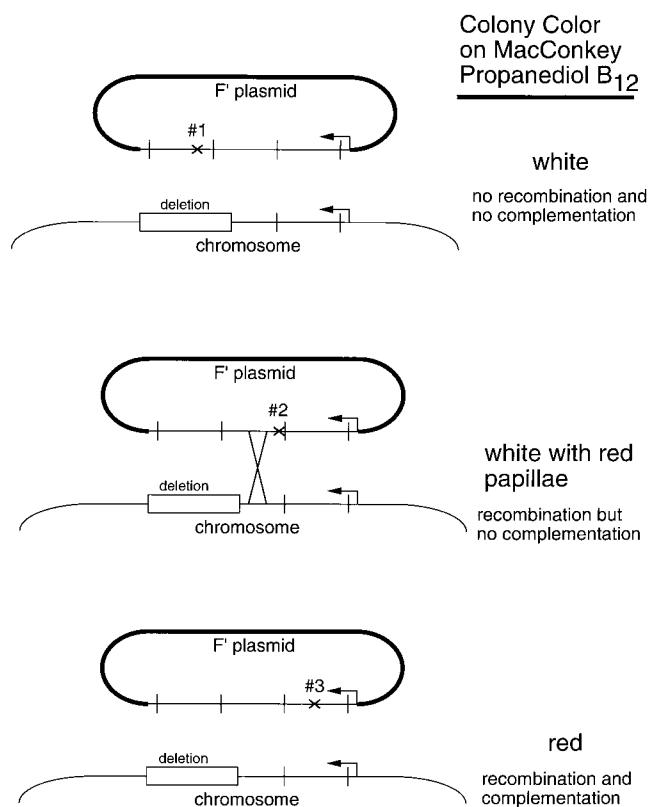 Colony Color
on MacConkey
Propanediol B12
F' plasmid
#1
deletion
chromosome
white
no recombination and
no complementation
F' plasmid
#2
deletion
chromosome
white with red
papillae
recombination but
no complementation
F' plasmid
#3
deletion
chromosome
red
recombination and
complementation